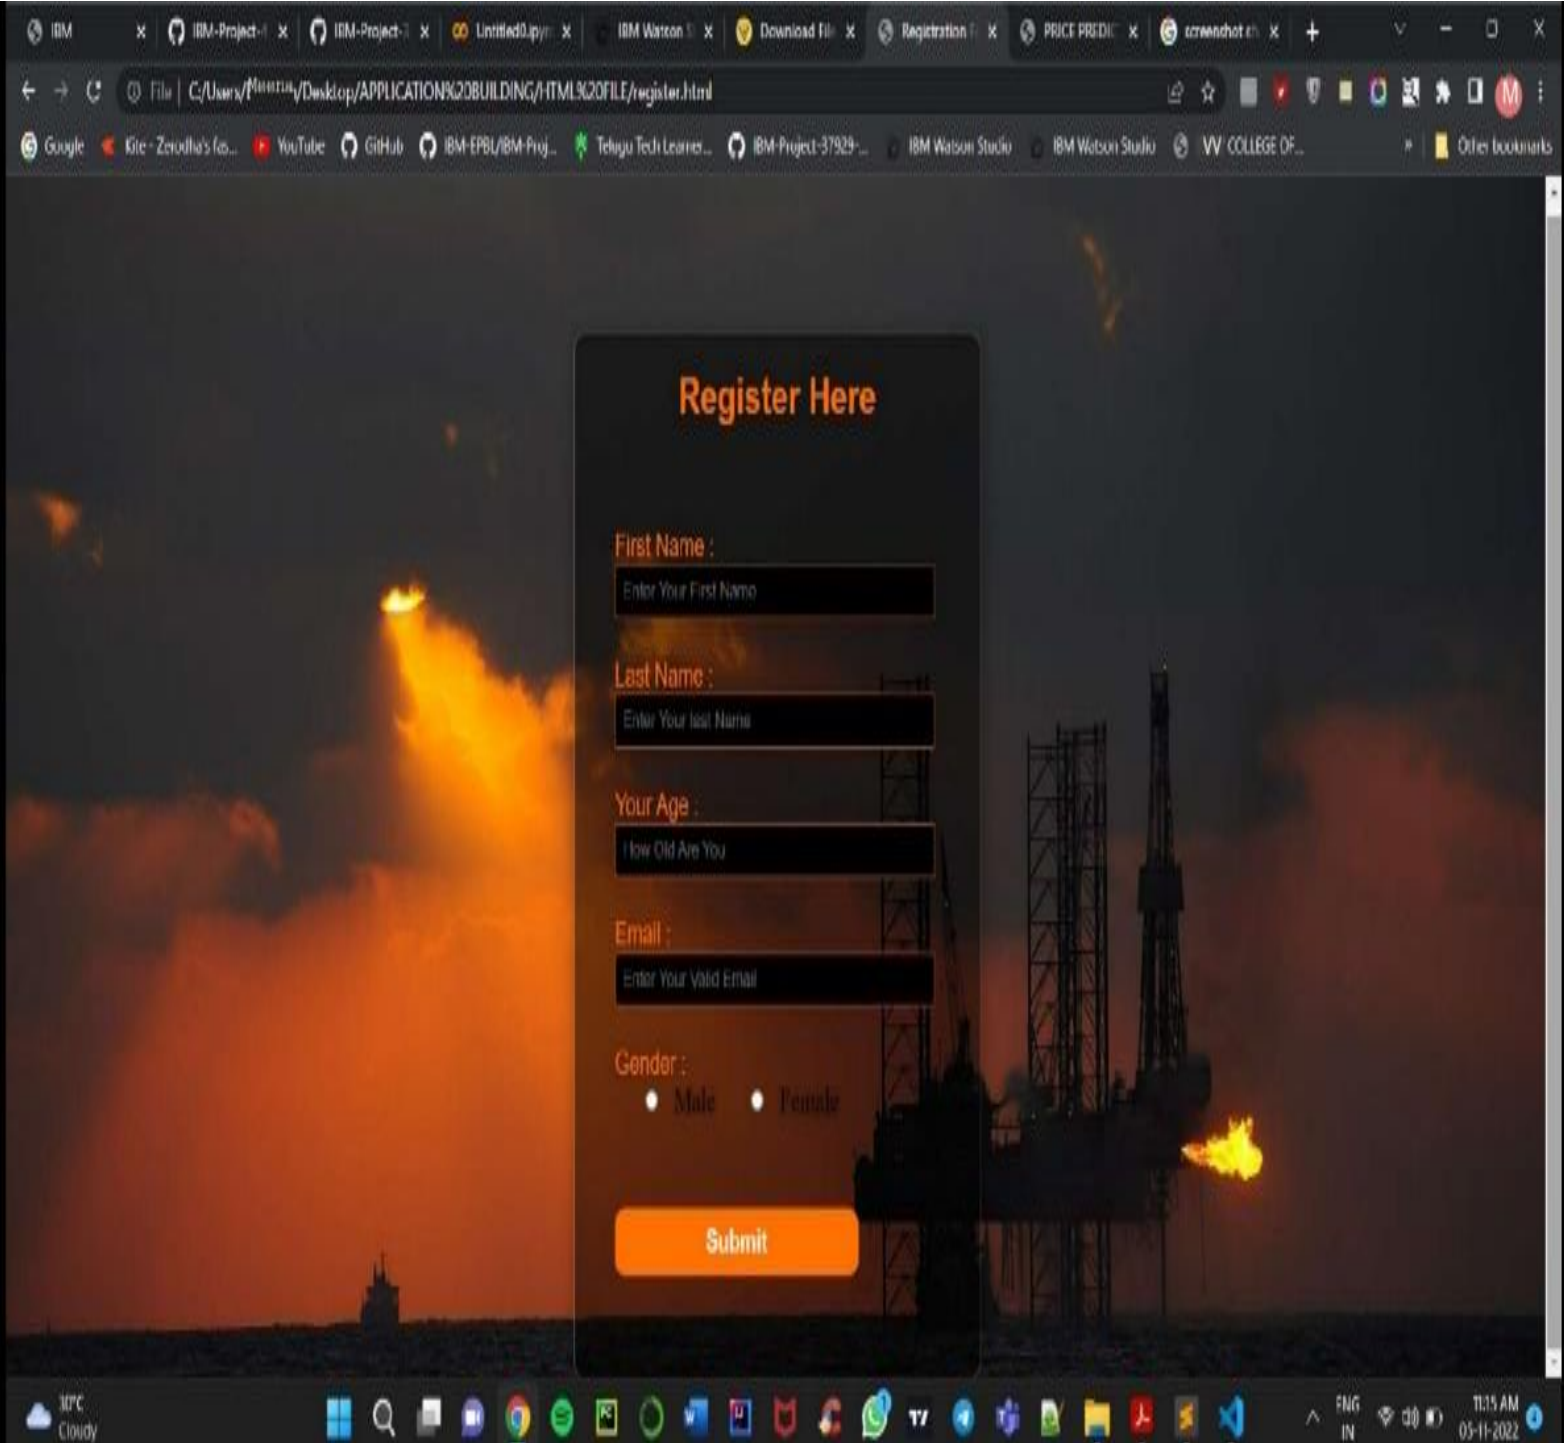 IBM
IBM-Project-
IBM-Project-
Untitled0.ipyn
IBM Watson S
Download File
Registration F
PRICE PREDIC
screenshot ch
File | C:/Users/ /Desktop/APPLICATION%20BUILDING/HTML%20FILE/register.html
M
Google
Kite - Zerodha's fas...
YouTube
GitHub
IBM-EPBL/IBM-Proj...
Telugu Tech Learner...
IBM-Project-37929-...
IBM Watson Studio
IBM Watson Studio
VV COLLEGE OF...
»
Other bookmarks
Register Here
First Name :
Enter Your First Name
Last Name :
Enter Your last Name
Your Age :
How Old Are You
Email :
Enter Your Valid Email
Gender :
Male Female
Submit
30°C
Cloudy
ENG
IN
11:15 AM
05-11-2022